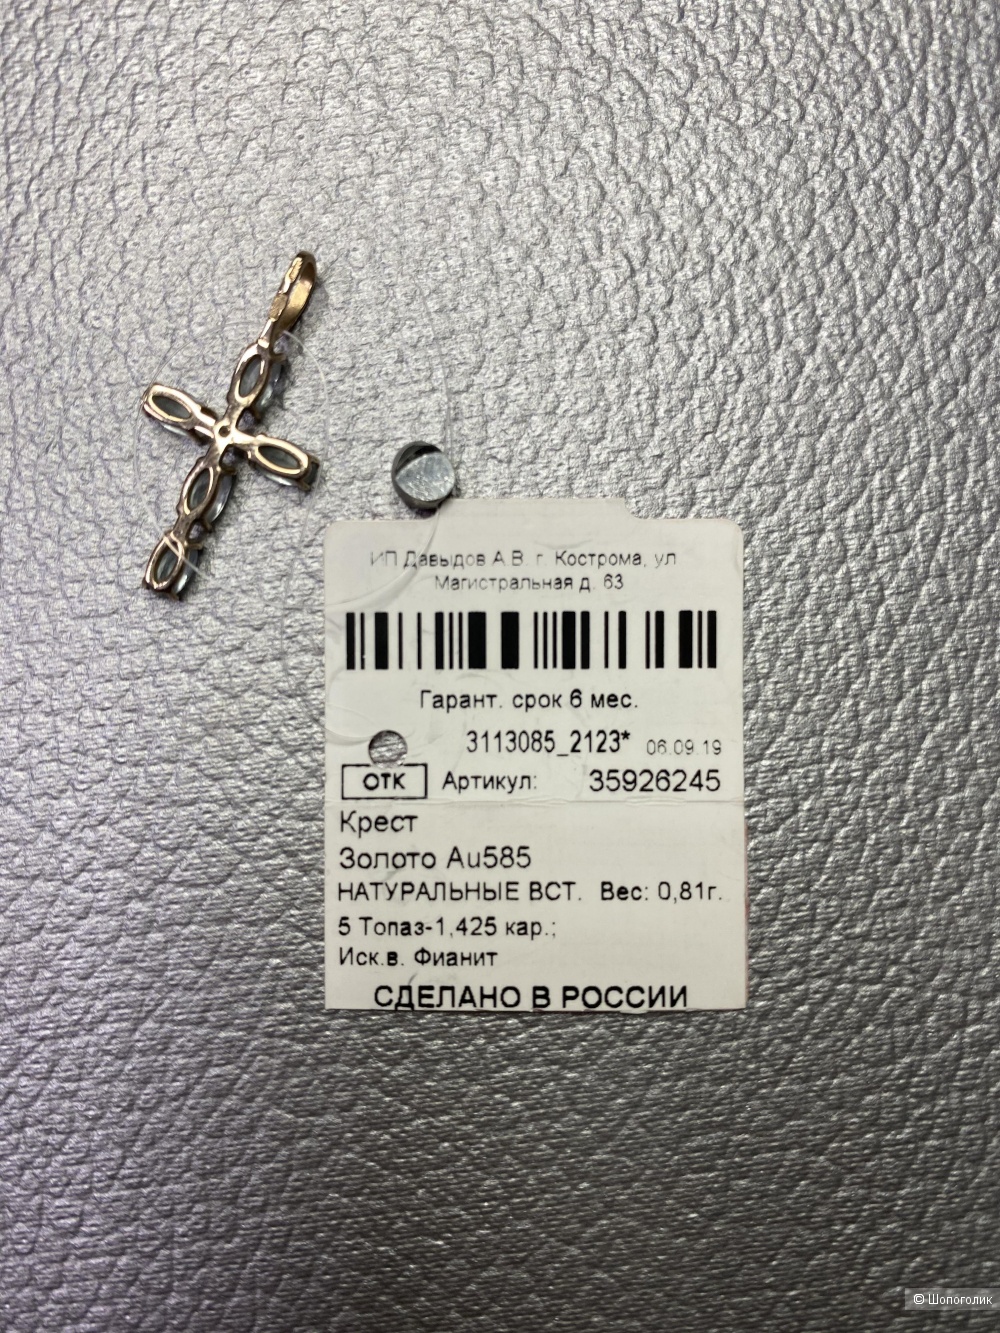 ИП Давыдов А.В. г. Кострома, ул
Магистральная д. 63
Гарант. срок 6 мес.
3113085_2123* 06.09.19
ОТК Артикул: 35926245
Крест
Золото Au585
НАТУРАЛЬНЫЕ ВСТ. Вес: 0,81г.
5 Топаз-1,425 кар.;
Иск.в. Фианит
СДЕЛАНО В РОССИИ
© Шопоголик